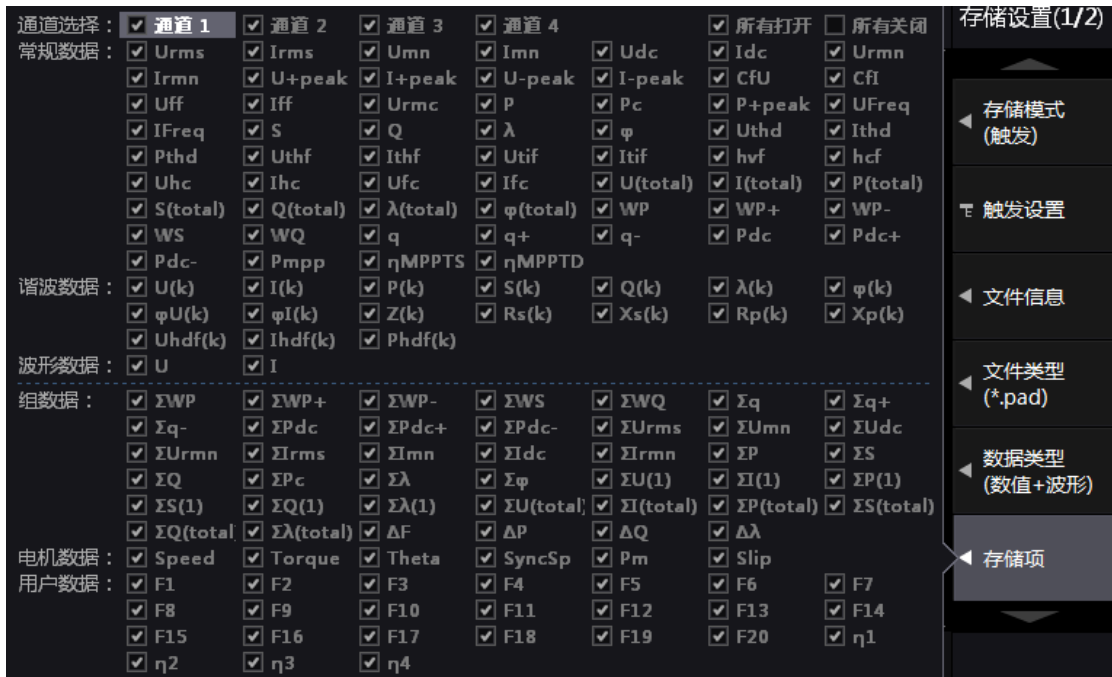 通道选择： 通道 1 通道 2 通道 3 通道 4 所有打开 所有关闭
常规数据： Urms Irms Umn Imn Udc Idc Urmn
Irmn U+peak I+peak U-peak I-peak CfU CfI
Uff Iff Urmc P Pc P+peak UFreq
IFreq S Q λ φ Uthd Ithd
Pthd Uthf Ithf Utif Itif hvf hcf
Uhc Ihc Ufc Ifc U(total) I(total) P(total)
S(total) Q(total) λ(total) φ(total) WP WP+ WP-
WS WQ q q+ q- Pdc Pdc+
Pdc- Pmpp ηMPPTS ηMPPTD
谐波数据： U(k) I(k) P(k) S(k) Q(k) λ(k) φ(k)
φU(k) φI(k) Z(k) Rs(k) Xs(k) Rp(k) Xp(k)
Uhdf(k) Ihdf(k) Phdf(k)
波形数据： U I
组数据： ΣWP ΣWP+ ΣWP- ΣWS ΣWQ Σq Σq+
Σq- ΣPdc ΣPdc+ ΣPdc- ΣUrms ΣUmn ΣUdc
ΣUrmn ΣIrms ΣImn ΣIdc ΣIrmn ΣP ΣS
ΣQ ΣPc Σλ Σφ ΣU(1) ΣI(1) ΣP(1)
ΣS(1) ΣQ(1) Σλ(1) ΣU(total) ΣI(total) ΣP(total) ΣS(total)
ΣQ(total Σλ(total) ΔF ΔP ΔQ Δλ
电机数据： Speed Torque Theta SyncSp Pm Slip
用户数据： F1 F2 F3 F4 F5 F6 F7
F8 F9 F10 F11 F12 F13 F14
F15 F16 F17 F18 F19 F20 η1
η2 η3 η4
存储设置(1/2)
存储模式
(触发)
触发设置
文件信息
文件类型
(*.pad)
数据类型
(数值+波形)
存储项